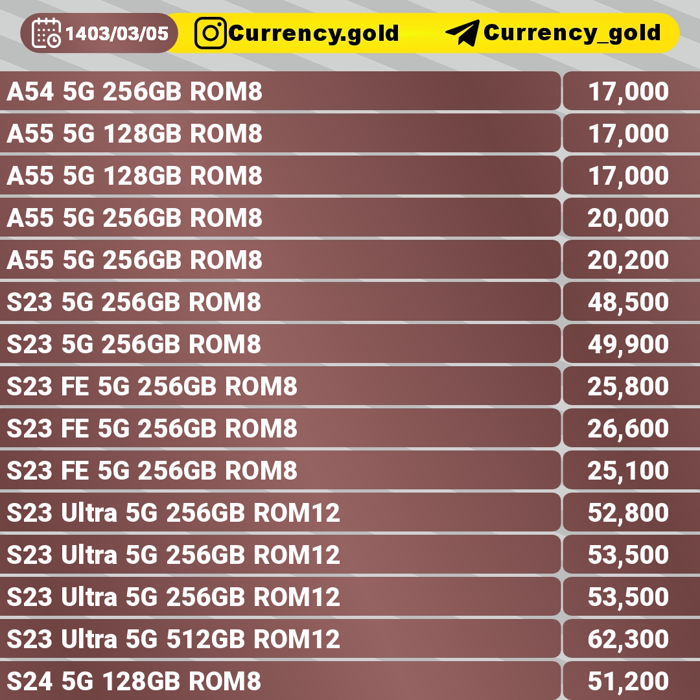 1403/03/05 Currency.gold Currency_gold
A54 5G 256GB ROM8 17,000
A55 5G 128GB ROM8 17,000
A55 5G 128GB ROM8 17,000
A55 5G 256GB ROM8 20,000
A55 5G 256GB ROM8 20,200
S23 5G 256GB ROM8 48,500
S23 5G 256GB ROM8 49,900
S23 FE 5G 256GB ROM8 25,800
S23 FE 5G 256GB ROM8 26,600
S23 FE 5G 256GB ROM8 25,100
S23 Ultra 5G 256GB ROM12 52,800
S23 Ultra 5G 256GB ROM12 53,500
S23 Ultra 5G 256GB ROM12 53,500
S23 Ultra 5G 512GB ROM12 62,300
S24 5G 128GB ROM8 51,200